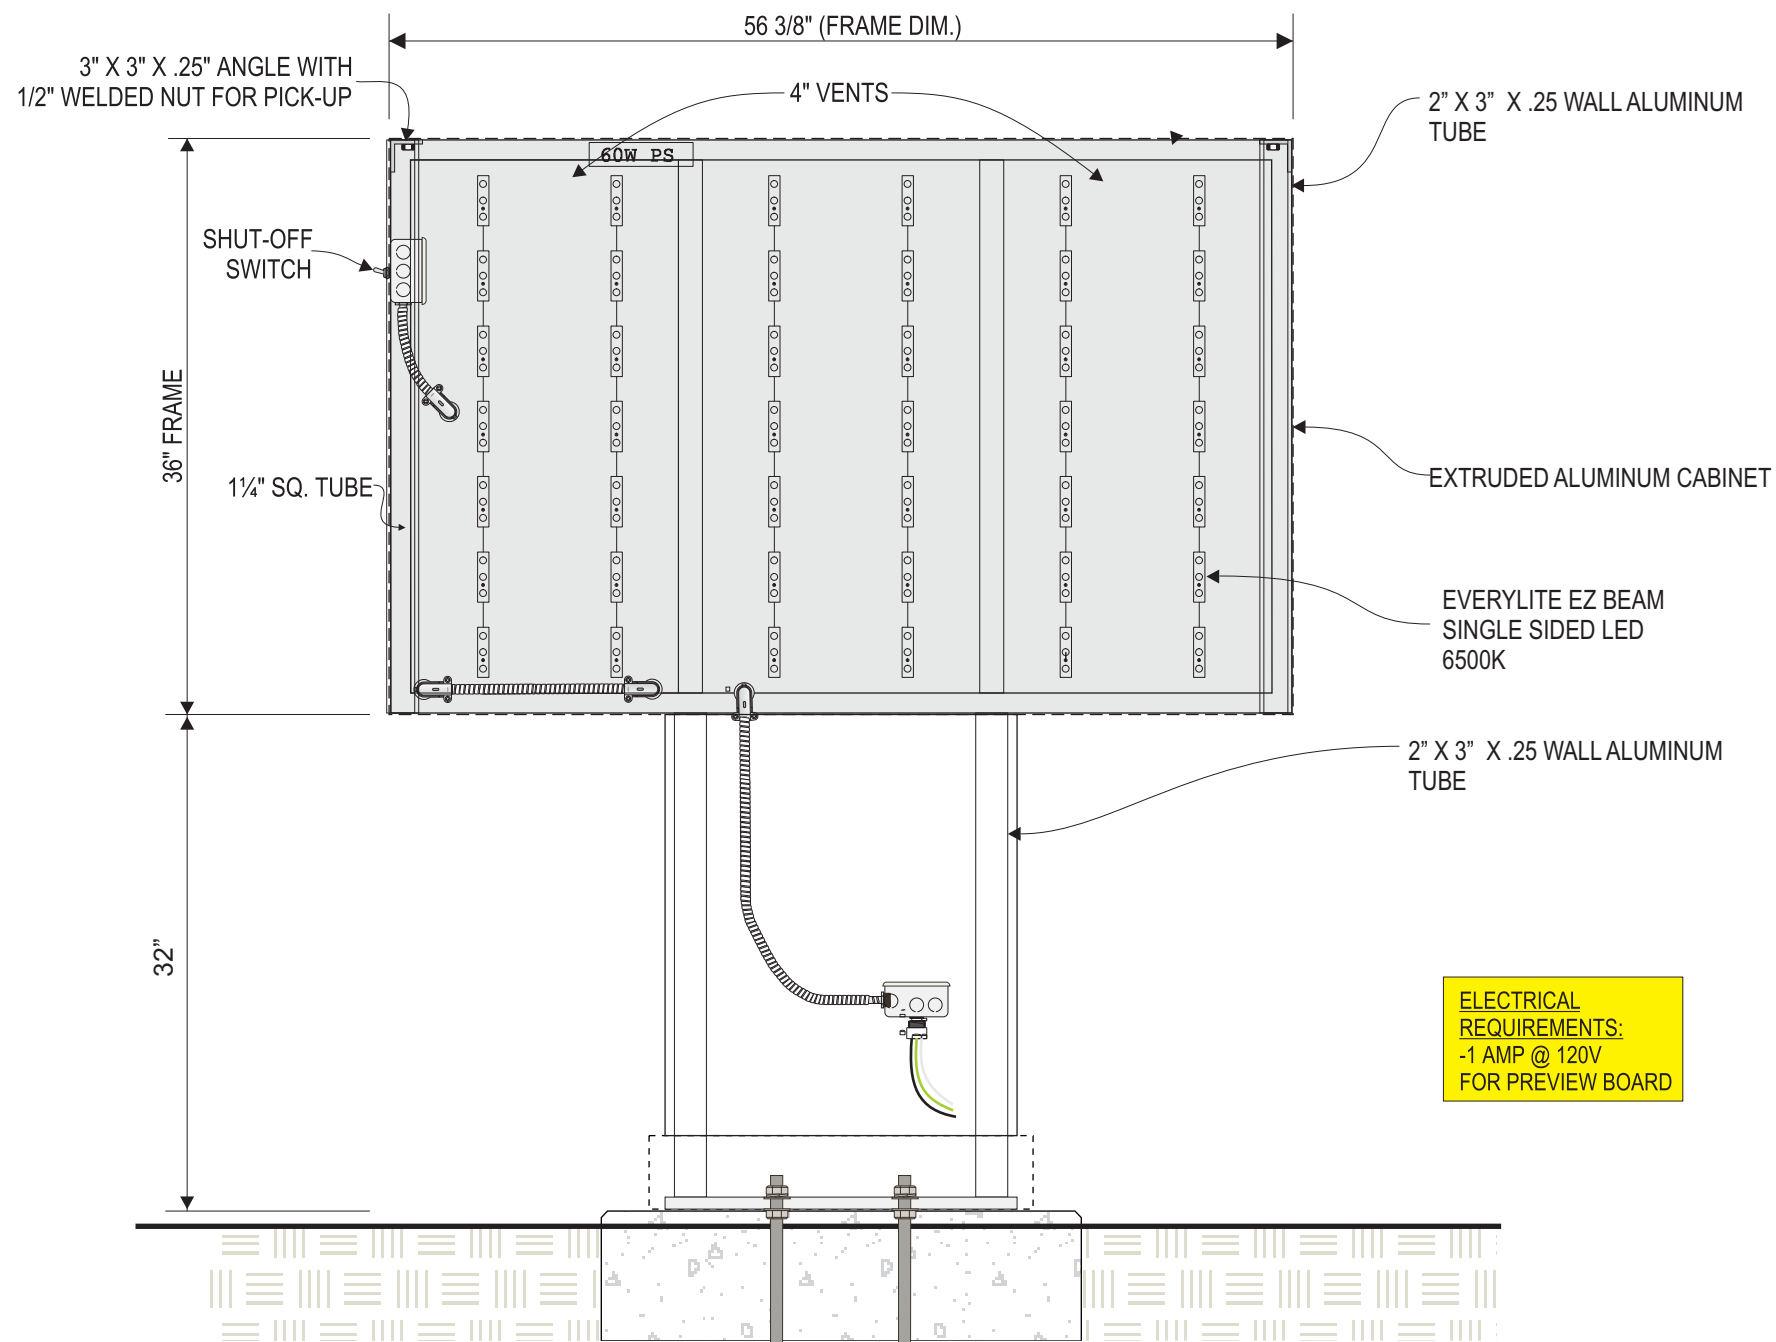 56 3/8" (FRAME DIM.)
3" X 3" X .25" ANGLE WITH
1/2" WELDED NUT FOR PICK-UP
4" VENTS
2” X 3”  X .25 WALL ALUMINUM
TUBE
60W PS
SHUT-OFF
SWITCH
36" FRAME
1¼" SQ. TUBE
EXTRUDED ALUMINUM CABINET
EVERYLITE EZ BEAM
SINGLE SIDED LED
6500K
2” X 3”  X .25 WALL ALUMINUM
TUBE
32”
ELECTRICAL
REQUIREMENTS:
-1 AMP @ 120V
FOR PREVIEW BOARD